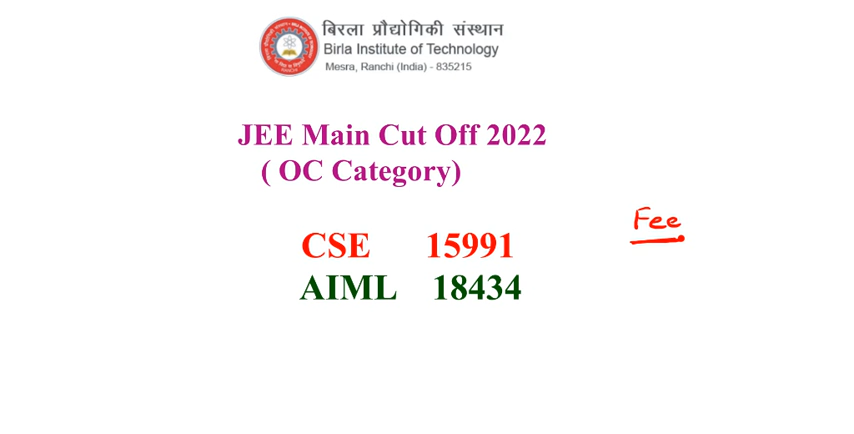 बिरला प्रौद्योगिकी संस्थान
Birla Institute of Technology
Mesra, Ranchi (India) - 835215
JEE Main Cut Off 2022
( OC Category)
Fee
CSE 15991
AIML 18434